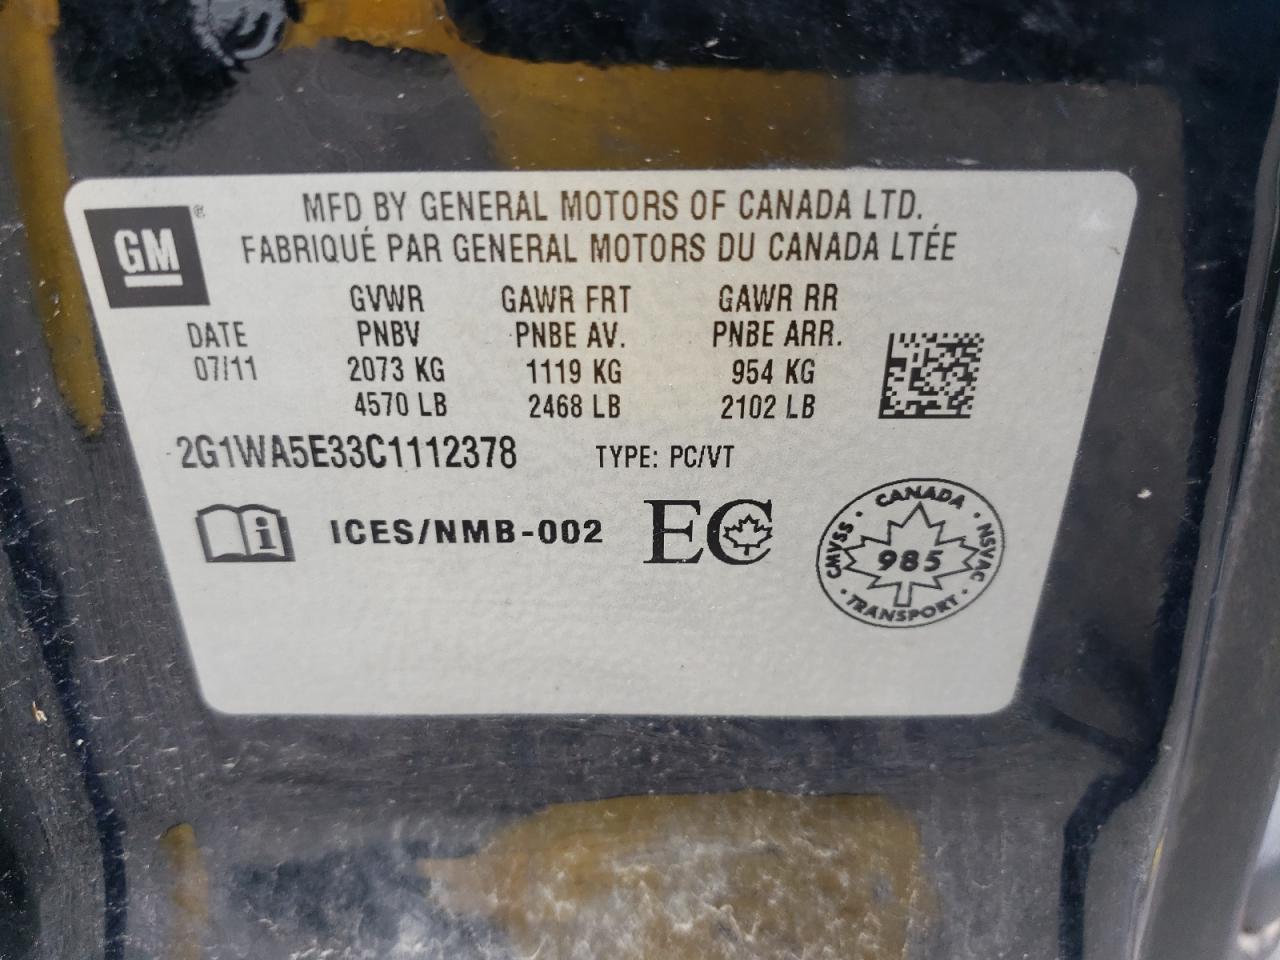 GM
MFD BY GENERAL MOTORS OF CANADA LTD.
FABRIQUÉ PAR GENERAL MOTORS DU CANADA LTÉE
GVWR GAWR FRT GAWR RR
DATE PNBV PNBE AV. PNBE ARR.
07/11 2073 KG 1119 KG 954 KG
4570 LB 2468 LB 2102 LB
2G1WA5E33C1112378 TYPE: PC/VT
i ICES/NMB-002 EC
CANADA
CMVSS · 985 · NSVAC
TRANSPORT